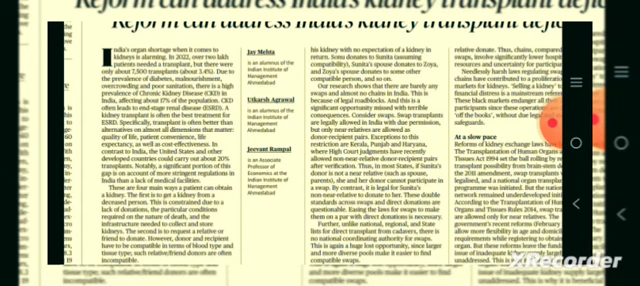 Reform can address India's kidney transplant
India's organ shortage when it comes to
kidneys is alarming. In 2022, over two lakh
patients needed a transplant, but there were
only about 7,500 transplants (about 3.4%). Due to
the prevalence of diabetes, malnourishment,
overcrowding and poor sanitation, there is a high
prevalence of Chronic Kidney Disease (CKD) in
India, affecting about 17% of the population. CKD
often leads to end-stage renal disease (ESRD). A
kidney transplant is often the best treatment for
ESRD. Specifically, transplant is often better than
alternatives on almost all dimensions that matter:
quality of life, patient convenience, life
expectancy, as well as cost-effectiveness. In
contrast to India, the United States and other
developed countries could carry out about 20%
transplants. Notably, a significant portion of this
gap is on account of more stringent regulations in
India than a lack of medical facilities.
These are four main ways a patient can obtain
a kidney. The first is to get a kidney from a
deceased person. This is constrained due to a
lack of donations, the particular conditions
required on the nature of death, and the
infrastructure needed to collect and store
kidneys. The second is to request a relative or
friend to donate. However, donor and recipient
have to be compatible in terms of blood type and
tissue type; such relative/friend donors are often
incompatible.
Jay Mehta
is an alumnus of the
Indian Institute of
Management
Ahmedabad
Utkarsh Agrawal
is an alumnus of the
Indian Institute of
Management
Ahmedabad
Jeevant Rampal
is an Associate
Professor of
Economics at the
Indian Institute of
Management
Ahmedabad
his kidney with no expectation of a kidney in
return. Sonu donates to Sunita (assuming
compatibility), Sunita's spouse donates to Zoya,
and Zoya's spouse donates to some other
compatible person, and so on.
Our research shows that there are barely any
swaps and almost no chains in India. This is
because of legal roadblocks. And this is a
significant opportunity missed with terrible
consequences. Consider swaps. Swap transplants
are legally allowed in India with due permission,
but only near-relatives are allowed as
donor-recipient pairs. Exceptions to this
restriction are Kerala, Punjab and Haryana,
where High Court judgments have recently
allowed non-near-relative donor-recipient pairs
after verification. Thus, in most States, if Sunita's
donor is not a near relative (such as spouse,
parents), she and her donor cannot participate in
a swap. By contrast, it is legal for Sunita's
non-near relative to donate to her. These double
standards across swaps and direct donations are
questionable. Easing the laws for swaps to make
them on a par with direct donations is necessary.
Further, unlike national, regional, and State
lists for direct transplant from cadavers, there is
no national coordinating authority for swaps.
This is again a huge lost opportunity, since larger
and more diverse pools make it easier to find
compatible swaps.
relative donate. Thus, chains, compared
swaps, involve significantly lower hospital
resources and uncertainty for participant
Needlessly harsh laws regulating swaps
chains have contributed to a proliferation
markets for kidneys. 'Selling a kidney' to
financial distress is a mainstream referen
These black markets endanger all the
participants since these operations
'off the books', without due legal
safeguards.
At a slow pace
Reforms of kidney exchange laws have
The Transplantation of Human Organs a
Act 1994 set the ball rolling by re
transplant possibility from brain-stem de
the 2011 amendment, swap transplants w
legalised, and a national organ transplant
programme was initiated. But the nationa
network remained underdeveloped initi
According to the Transplantation of Hum
Organs and Tissues Rules 2014, swap tran
are allowed only for near relatives. The
government's recent reforms (February
allow more flexibility in age and domicile
requirements while registering to obtain
organ. But these reforms leave the fundam
issue of inadequate kidney supply largely
unaddressed.
XRecorder